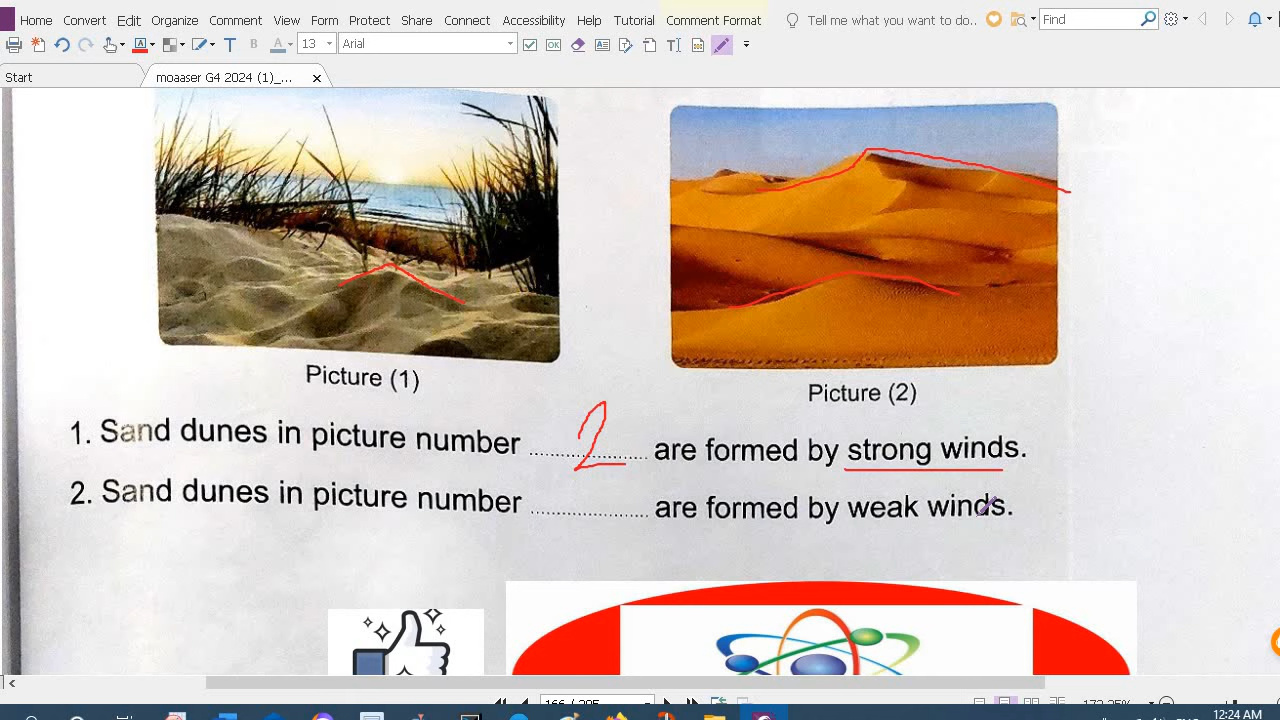 Home Convert Edit Organize Comment View Form Protect Share Connect Accessibility Help Tutorial Comment Format Tell me what you want to do.. Find
13 Arial
Start moaaser G4 2024 (1)_...
Picture (1)
Picture (2)
1. Sand dunes in picture number ......2...... are formed by strong winds.
2. Sand dunes in picture number .................... are formed by weak winds.
12:24 AM